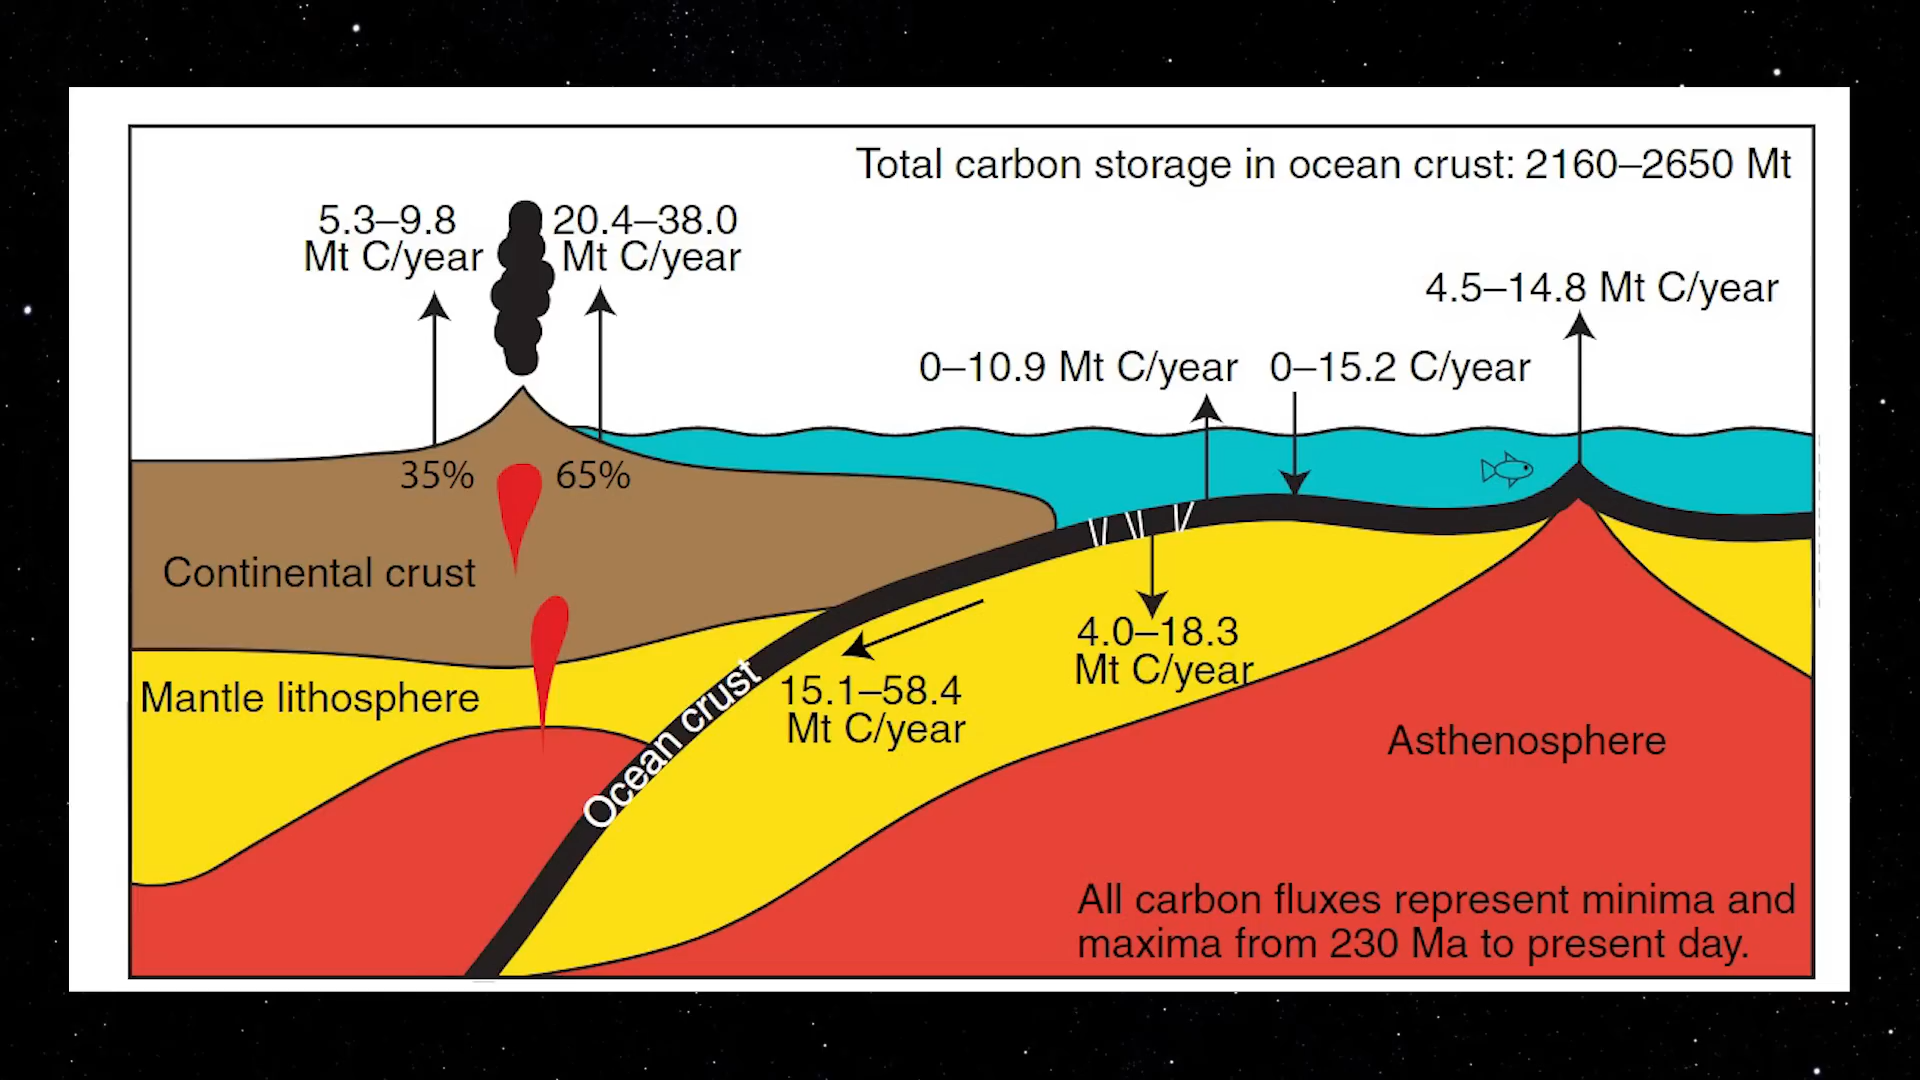 Total carbon storage in ocean crust: 2160–2650 Mt
5.3–9.8
Mt C/year
20.4–38.0
Mt C/year
4.5–14.8 Mt C/year
0–10.9 Mt C/year
0–15.2 C/year
35%
65%
Continental crust
4.0–18.3
Mt C/year
Mantle lithosphere
Ocean crust
15.1–58.4
Mt C/year
Asthenosphere
All carbon fluxes represent minima and
maxima from 230 Ma to present day.